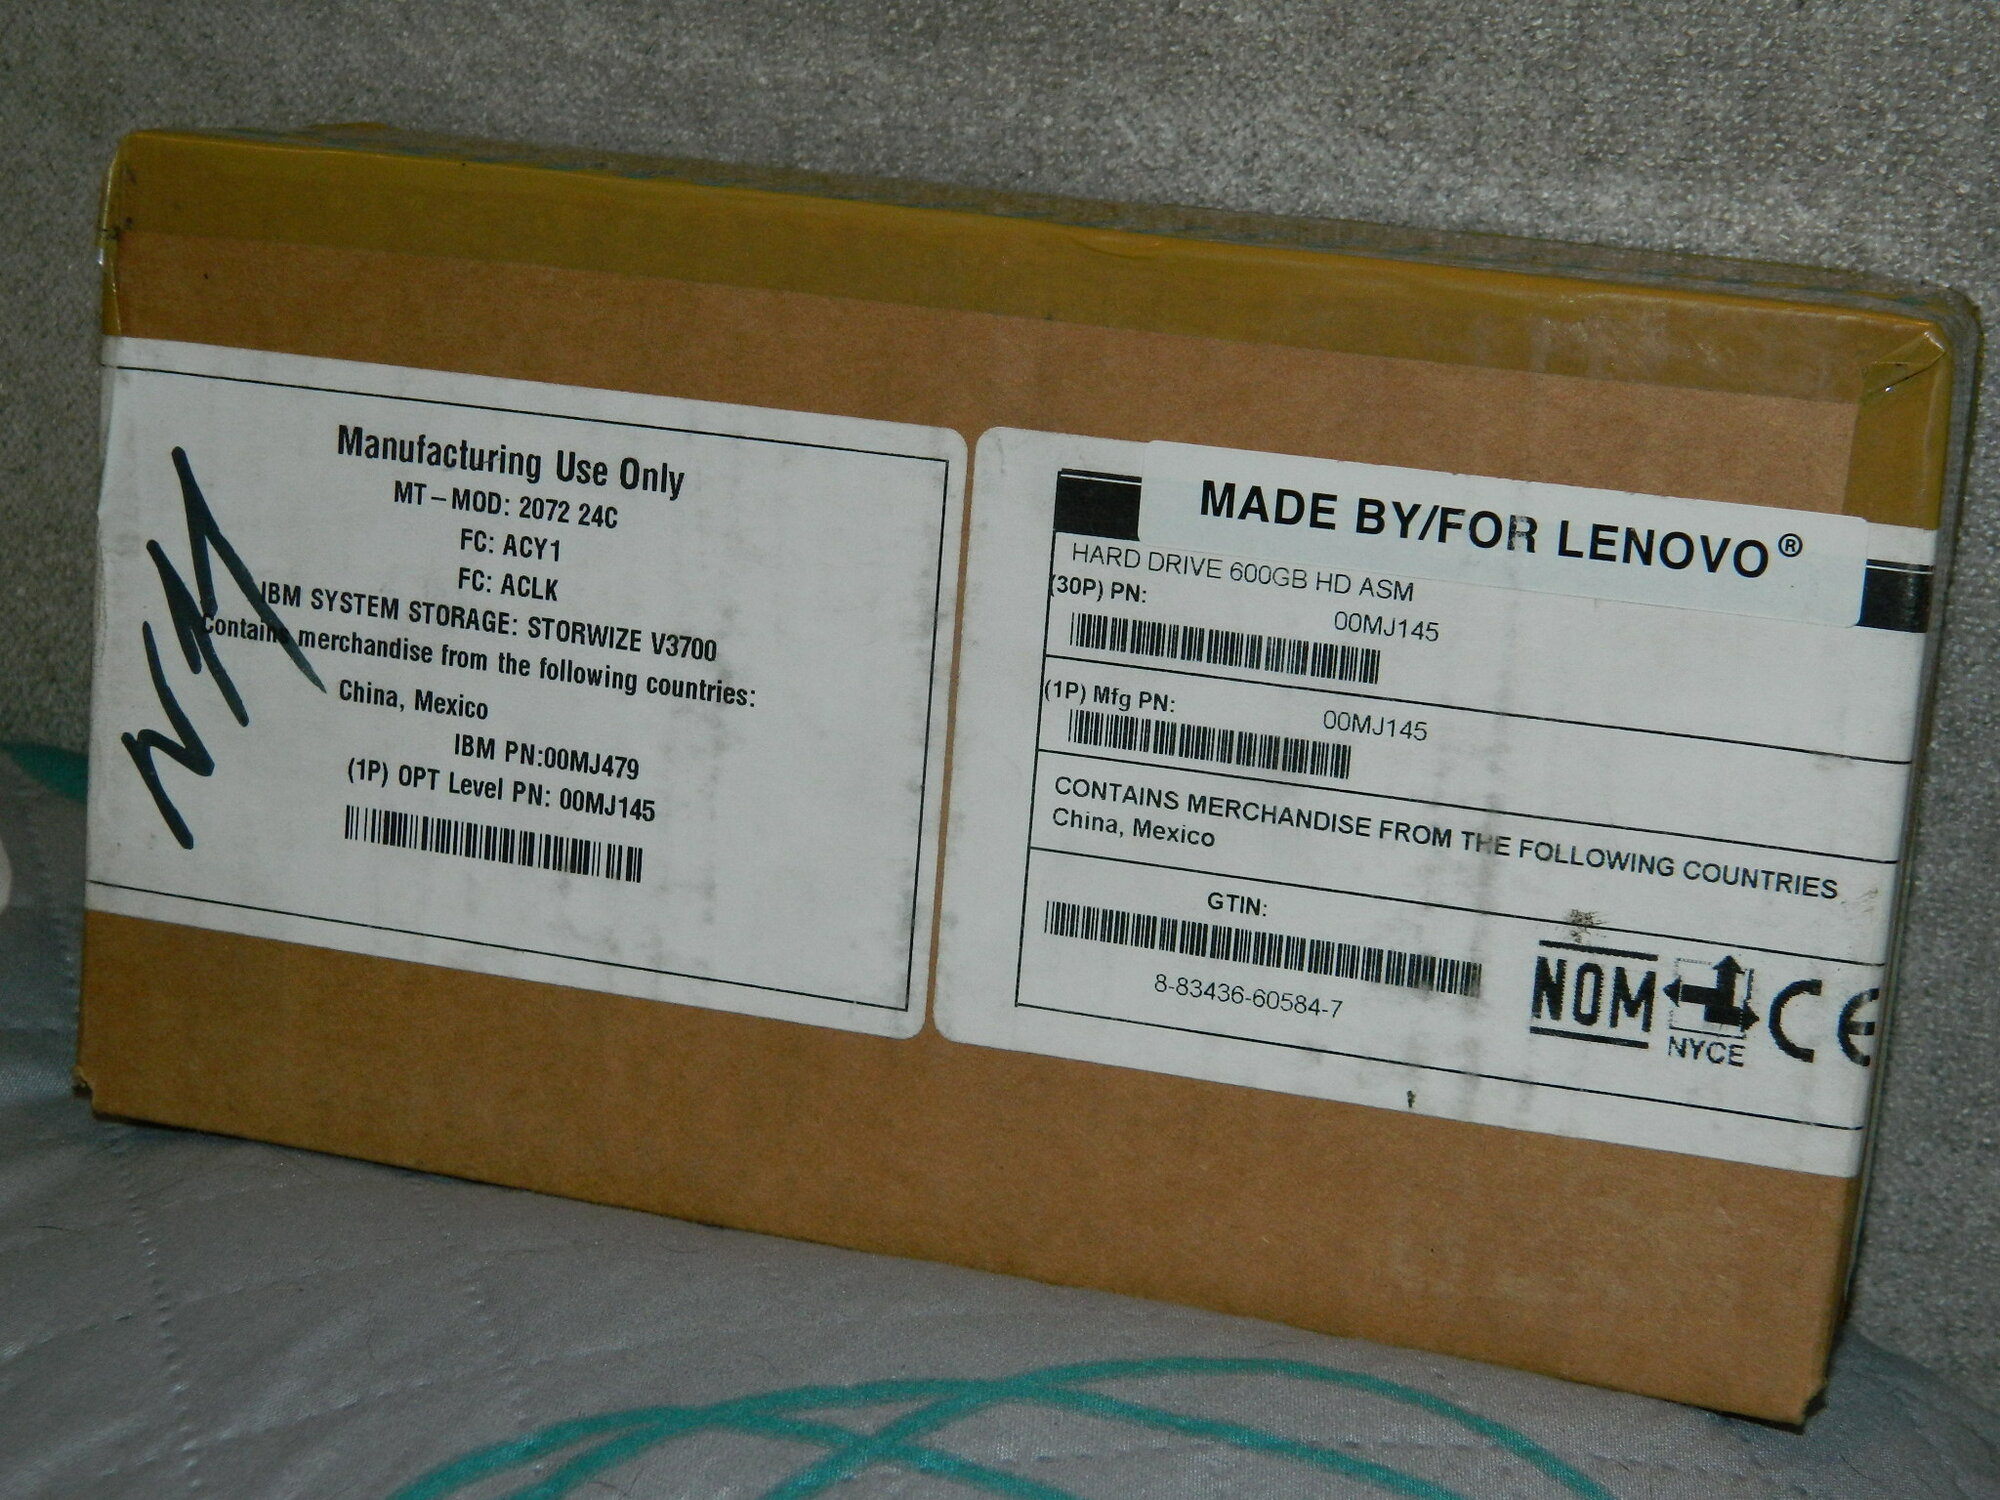 Manufacturing Use Only
MT-MOD: 2072 24C
FC: ACY1
FC: ACLK
IBM SYSTEM STORAGE: STORWIZE V3700
Contains merchandise from the following countries:
China, Mexico
IBM PN:00MJ479
(1P) OPT Level PN: 00MJ145
MADE BY/FOR LENOVO®
HARD DRIVE 600GB HD ASM
(30P) PN:
00MJ145
(1P) Mfg PN:
00MJ145
CONTAINS MERCHANDISE FROM THE FOLLOWING COUNTRIES
China, Mexico
GTIN:
8-83436-60584-7
NOM
NYCE
CE